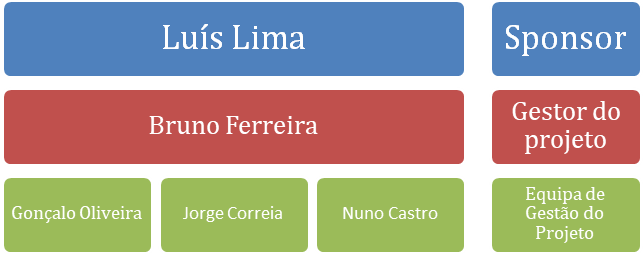 Luís Lima
Sponsor
Bruno Ferreira
Gestor do
projeto
Gonçalo Oliveira
Jorge Correia
Nuno Castro
Equipa de
Gestão do
Projeto